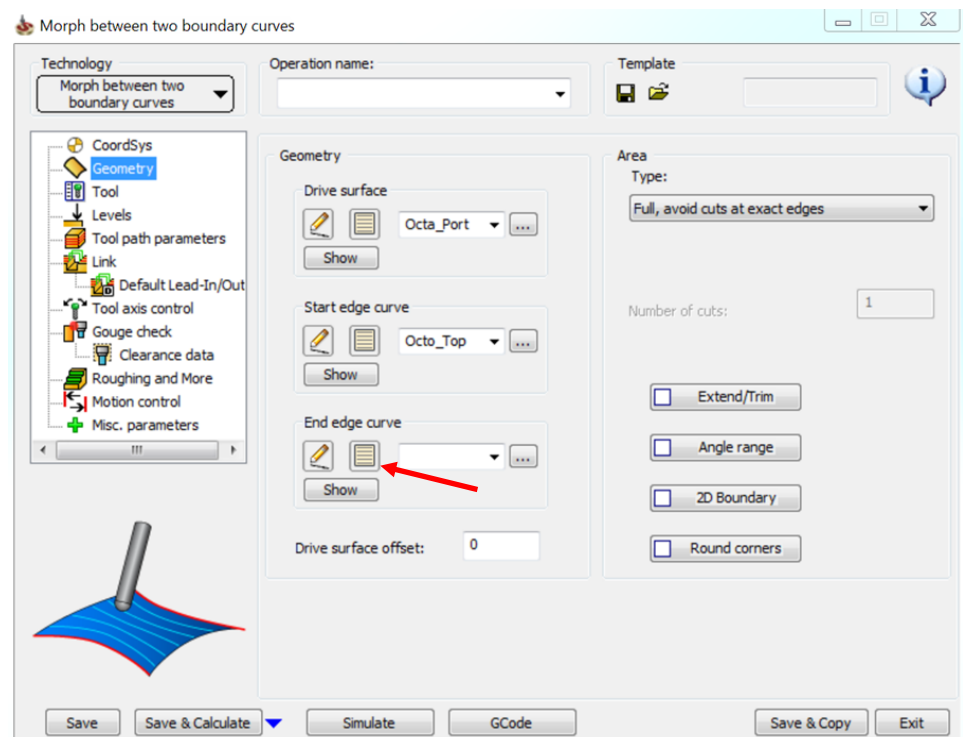 Morph between two boundary curves
Technology
Morph between two
boundary curves
Operation name:
Template
CoordSys
Geometry
Tool
Levels
Tool path parameters
Link
Default Lead-In/Out
Tool axis control
Gouge check
Clearance data
Roughing and More
Motion control
Misc. parameters
Geometry
Drive surface
Octa_Port
...
Show
Start edge curve
Octo_Top
...
Show
End edge curve
...
Show
Drive surface offset:
0
Area
Type:
Full, avoid cuts at exact edges
Number of cuts:
1
Extend/Trim
Angle range
2D Boundary
Round corners
Save
Save & Calculate
Simulate
GCode
Save & Copy
Exit